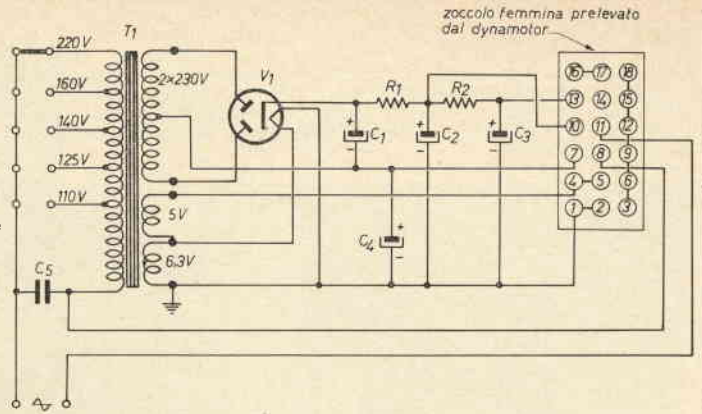 zoccolo femmina prelevato
dal dynamotor
T1
220V
160V
140V
125V
110V
2×230V
V1
5V
6,3V
R1
R2
+
C1
-
+
C2
-
+
C3
-
+
C4
-
C5
16 17 18
13 14 15
10 11 12
7 8 9
4 5 6
1 2 3